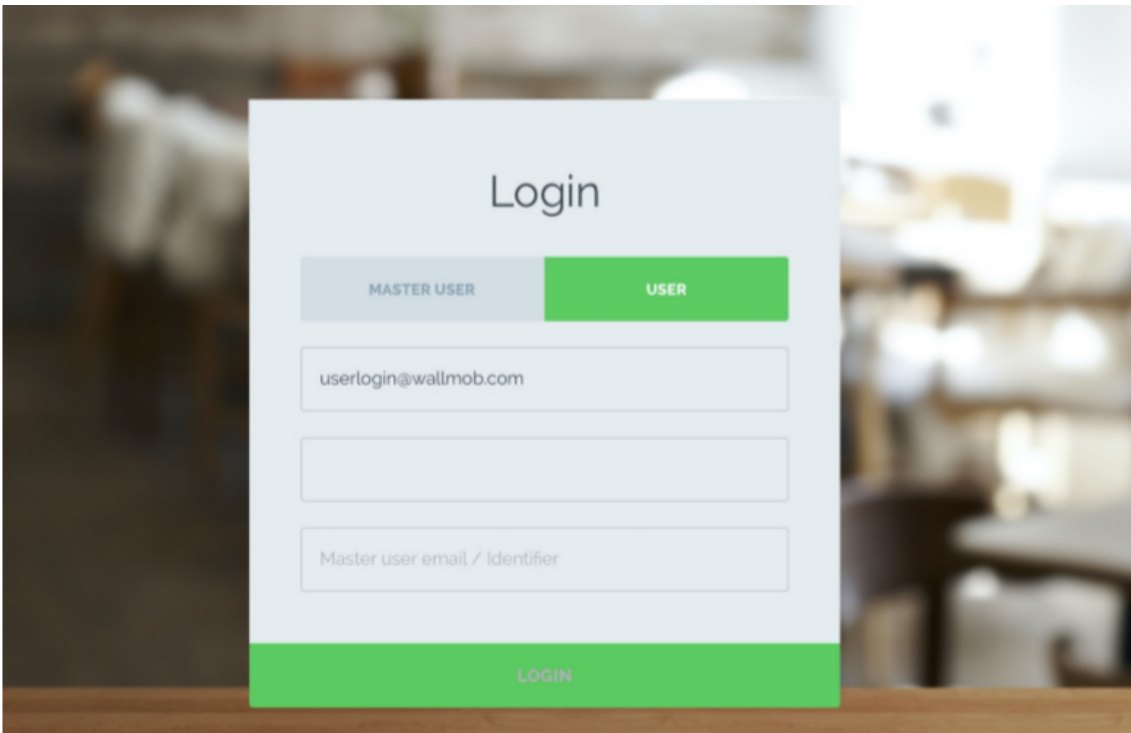 Login
MASTER USER USER
userlogin@wallmob.com
Master user email / Identifier
LOGIN